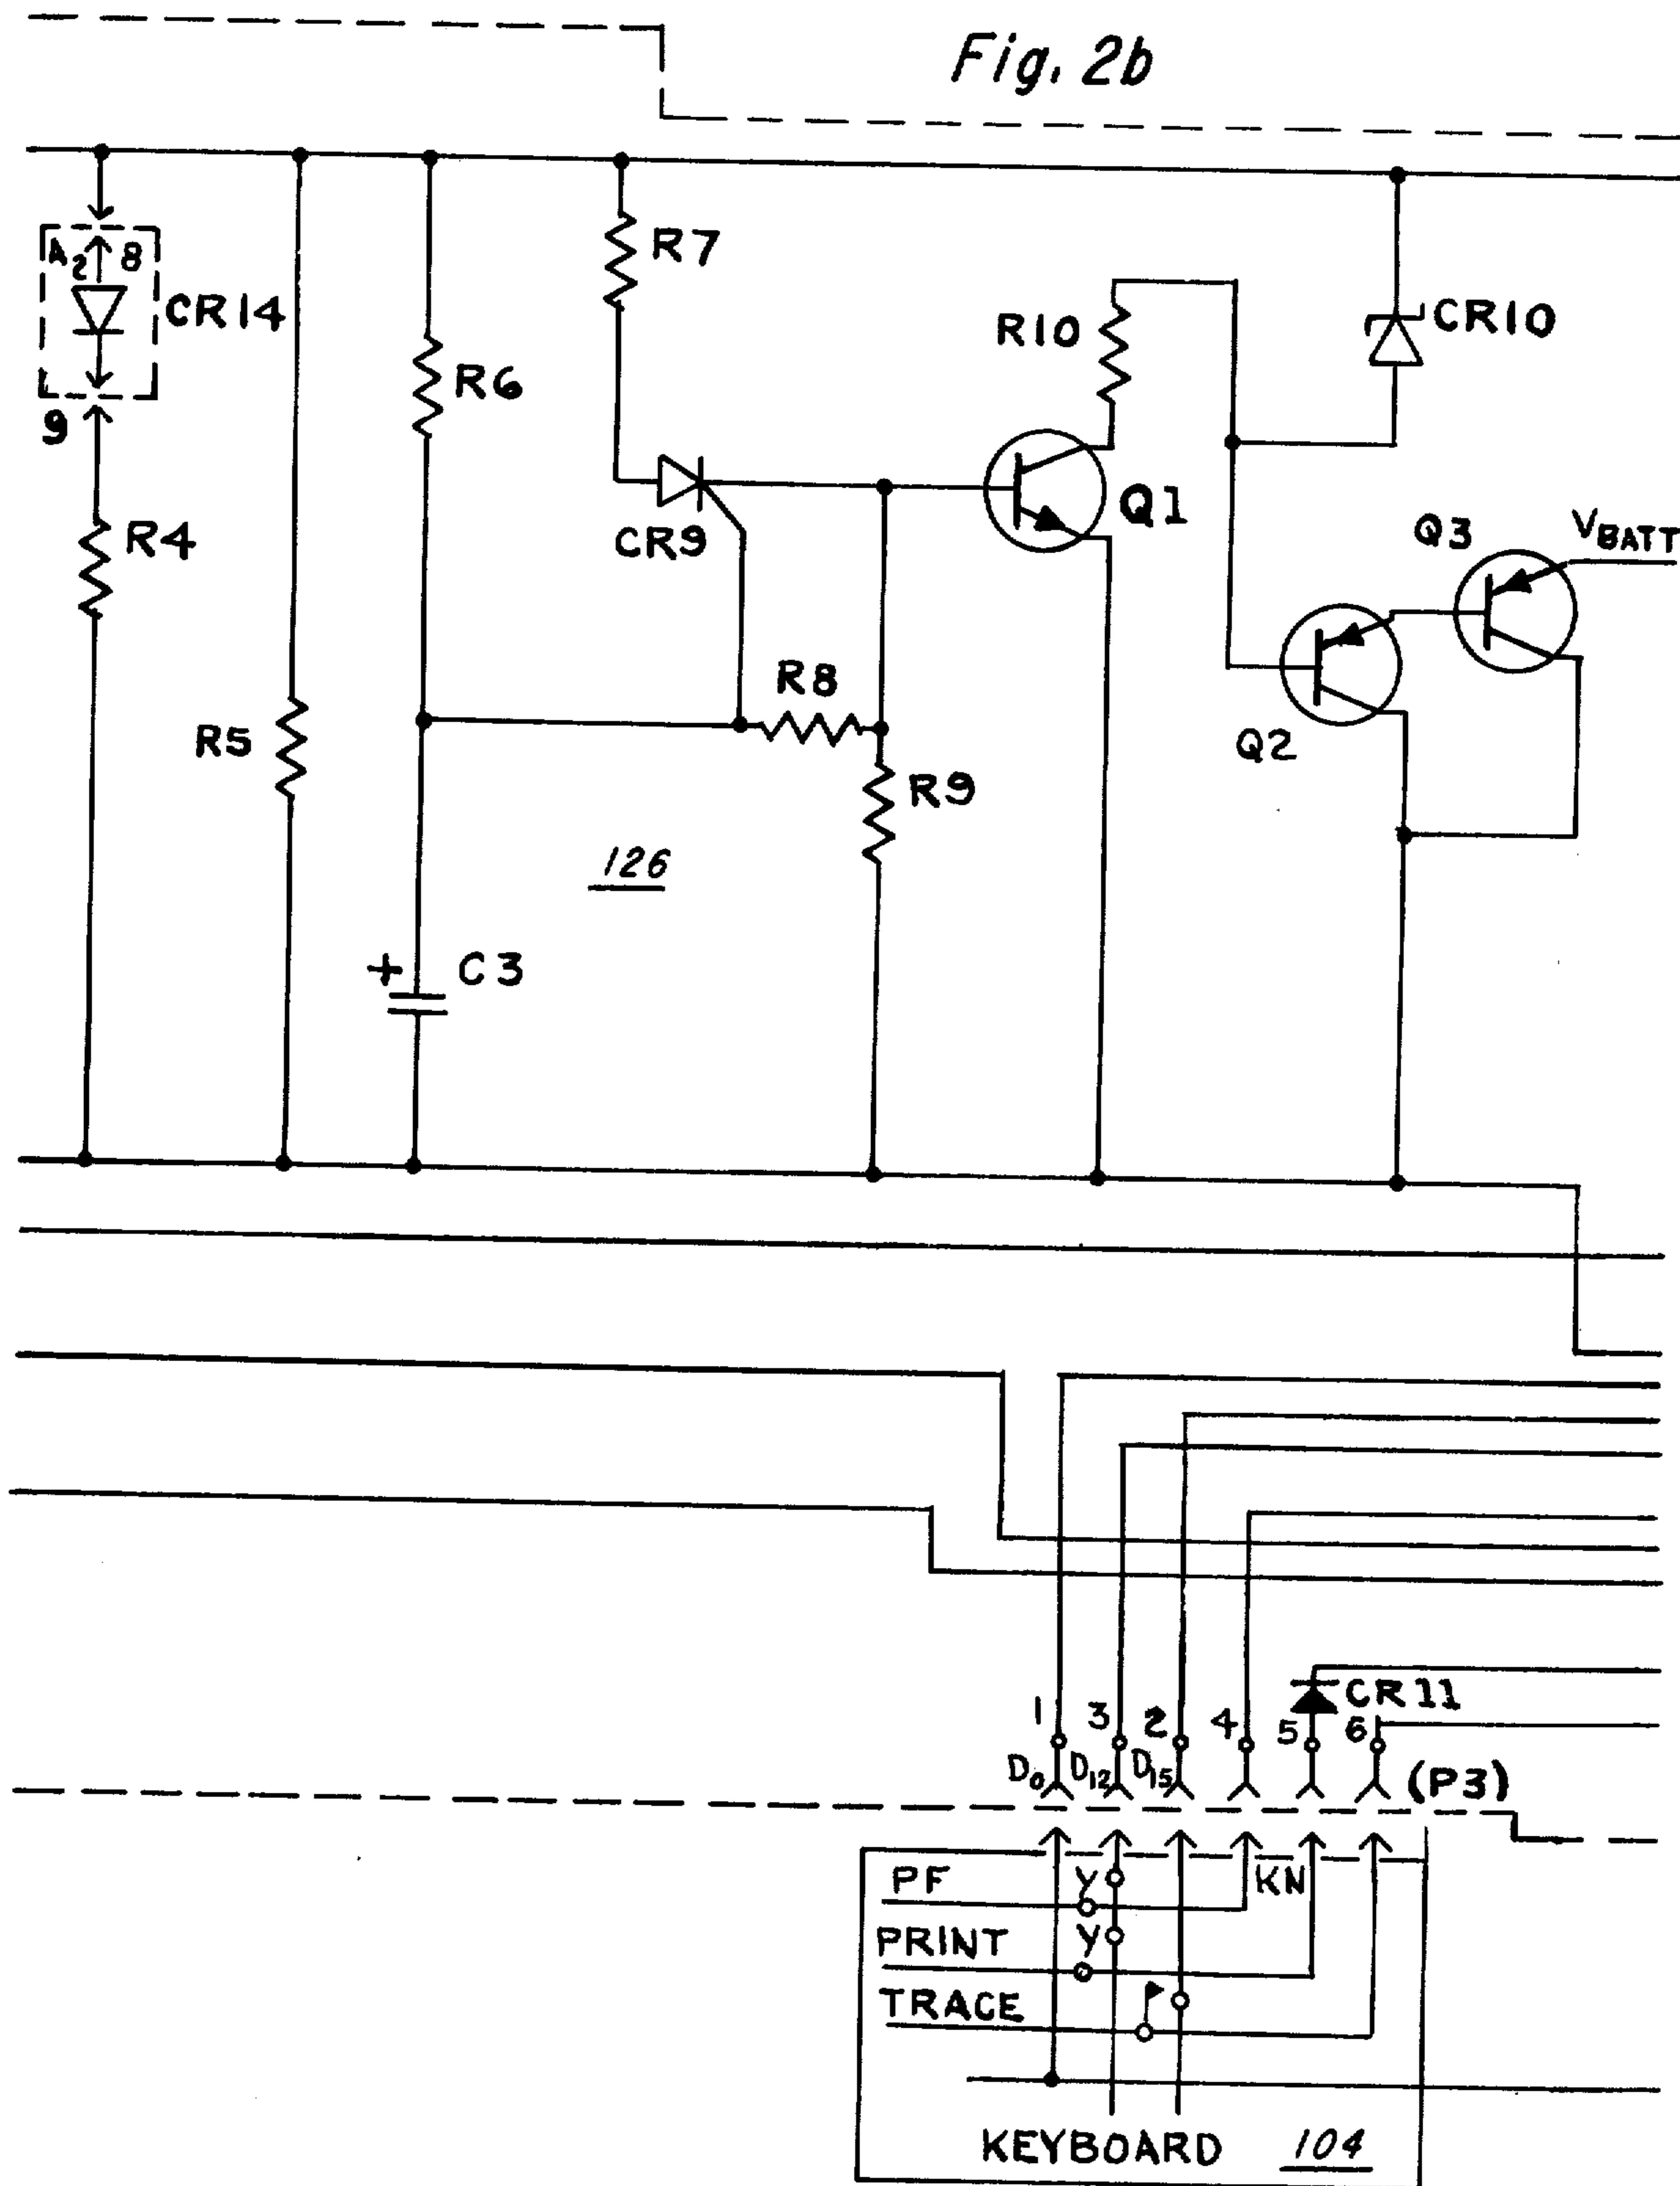 Fig. 2b
A2 8
CR14
9
R4
R5
R6
R7
CR9
R8
R9
R10
Q1
CR10
Q3
VBATT
Q2
126
+ C3
CR11
1 3 2 4 5 6
D0 D12 D15
(P3)
PF Y KN
PRINT Y
TRACE
KEYBOARD 104